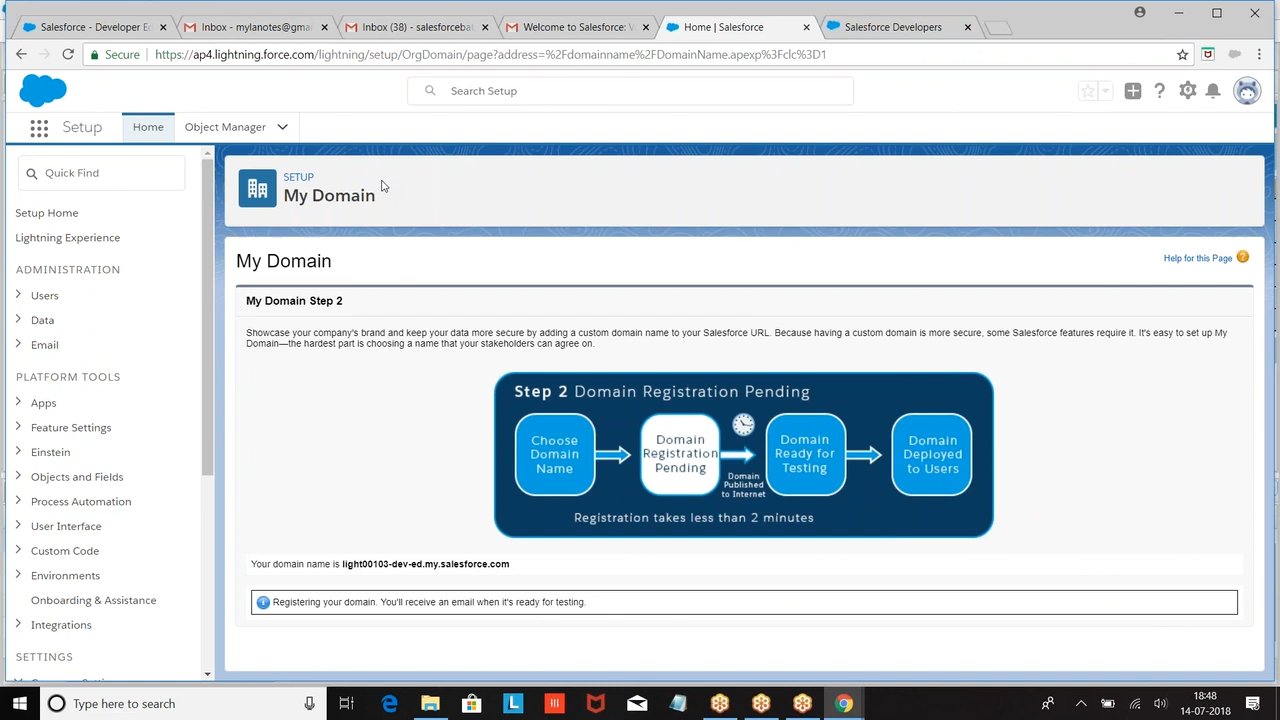 Salesforce - Developer E
Inbox - mylanotes@gma
Inbox (38) - salesforceba
Welcome to Salesforce: V
Home | Salesforce
Salesforce Developers
Secure
https://ap4.lightning.force.com/lightning/setup/OrgDomain/page?address=%2Fdomainname%2FDomainName.apexp%3Fclc%3D1
Search Setup
Setup
Home
Object Manager
Quick Find
Setup Home
Lightning Experience
ADMINISTRATION
Users
Data
Email
PLATFORM TOOLS
Apps
Feature Settings
Einstein
Objects and Fields
Process Automation
User Interface
Custom Code
Environments
Onboarding & Assistance
Integrations
SETTINGS
SETUP
My Domain
My Domain
Help for this Page
My Domain Step 2
Showcase your company's brand and keep your data more secure by adding a custom domain name to your Salesforce URL. Because having a custom domain is more secure, some Salesforce features require it. It's easy to set up My
Domain—the hardest part is choosing a name that your stakeholders can agree on.
Step 2 Domain Registration Pending
Choose
Domain
Name
Domain
Registration
Pending
Domain
Published
to Internet
Domain
Ready for
Testing
Domain
Deployed
to Users
Registration takes less than 2 minutes
Your domain name is light00103-dev-ed.my.salesforce.com
Registering your domain. You'll receive an email when it's ready for testing.
Type here to search
18:48
14-07-2018